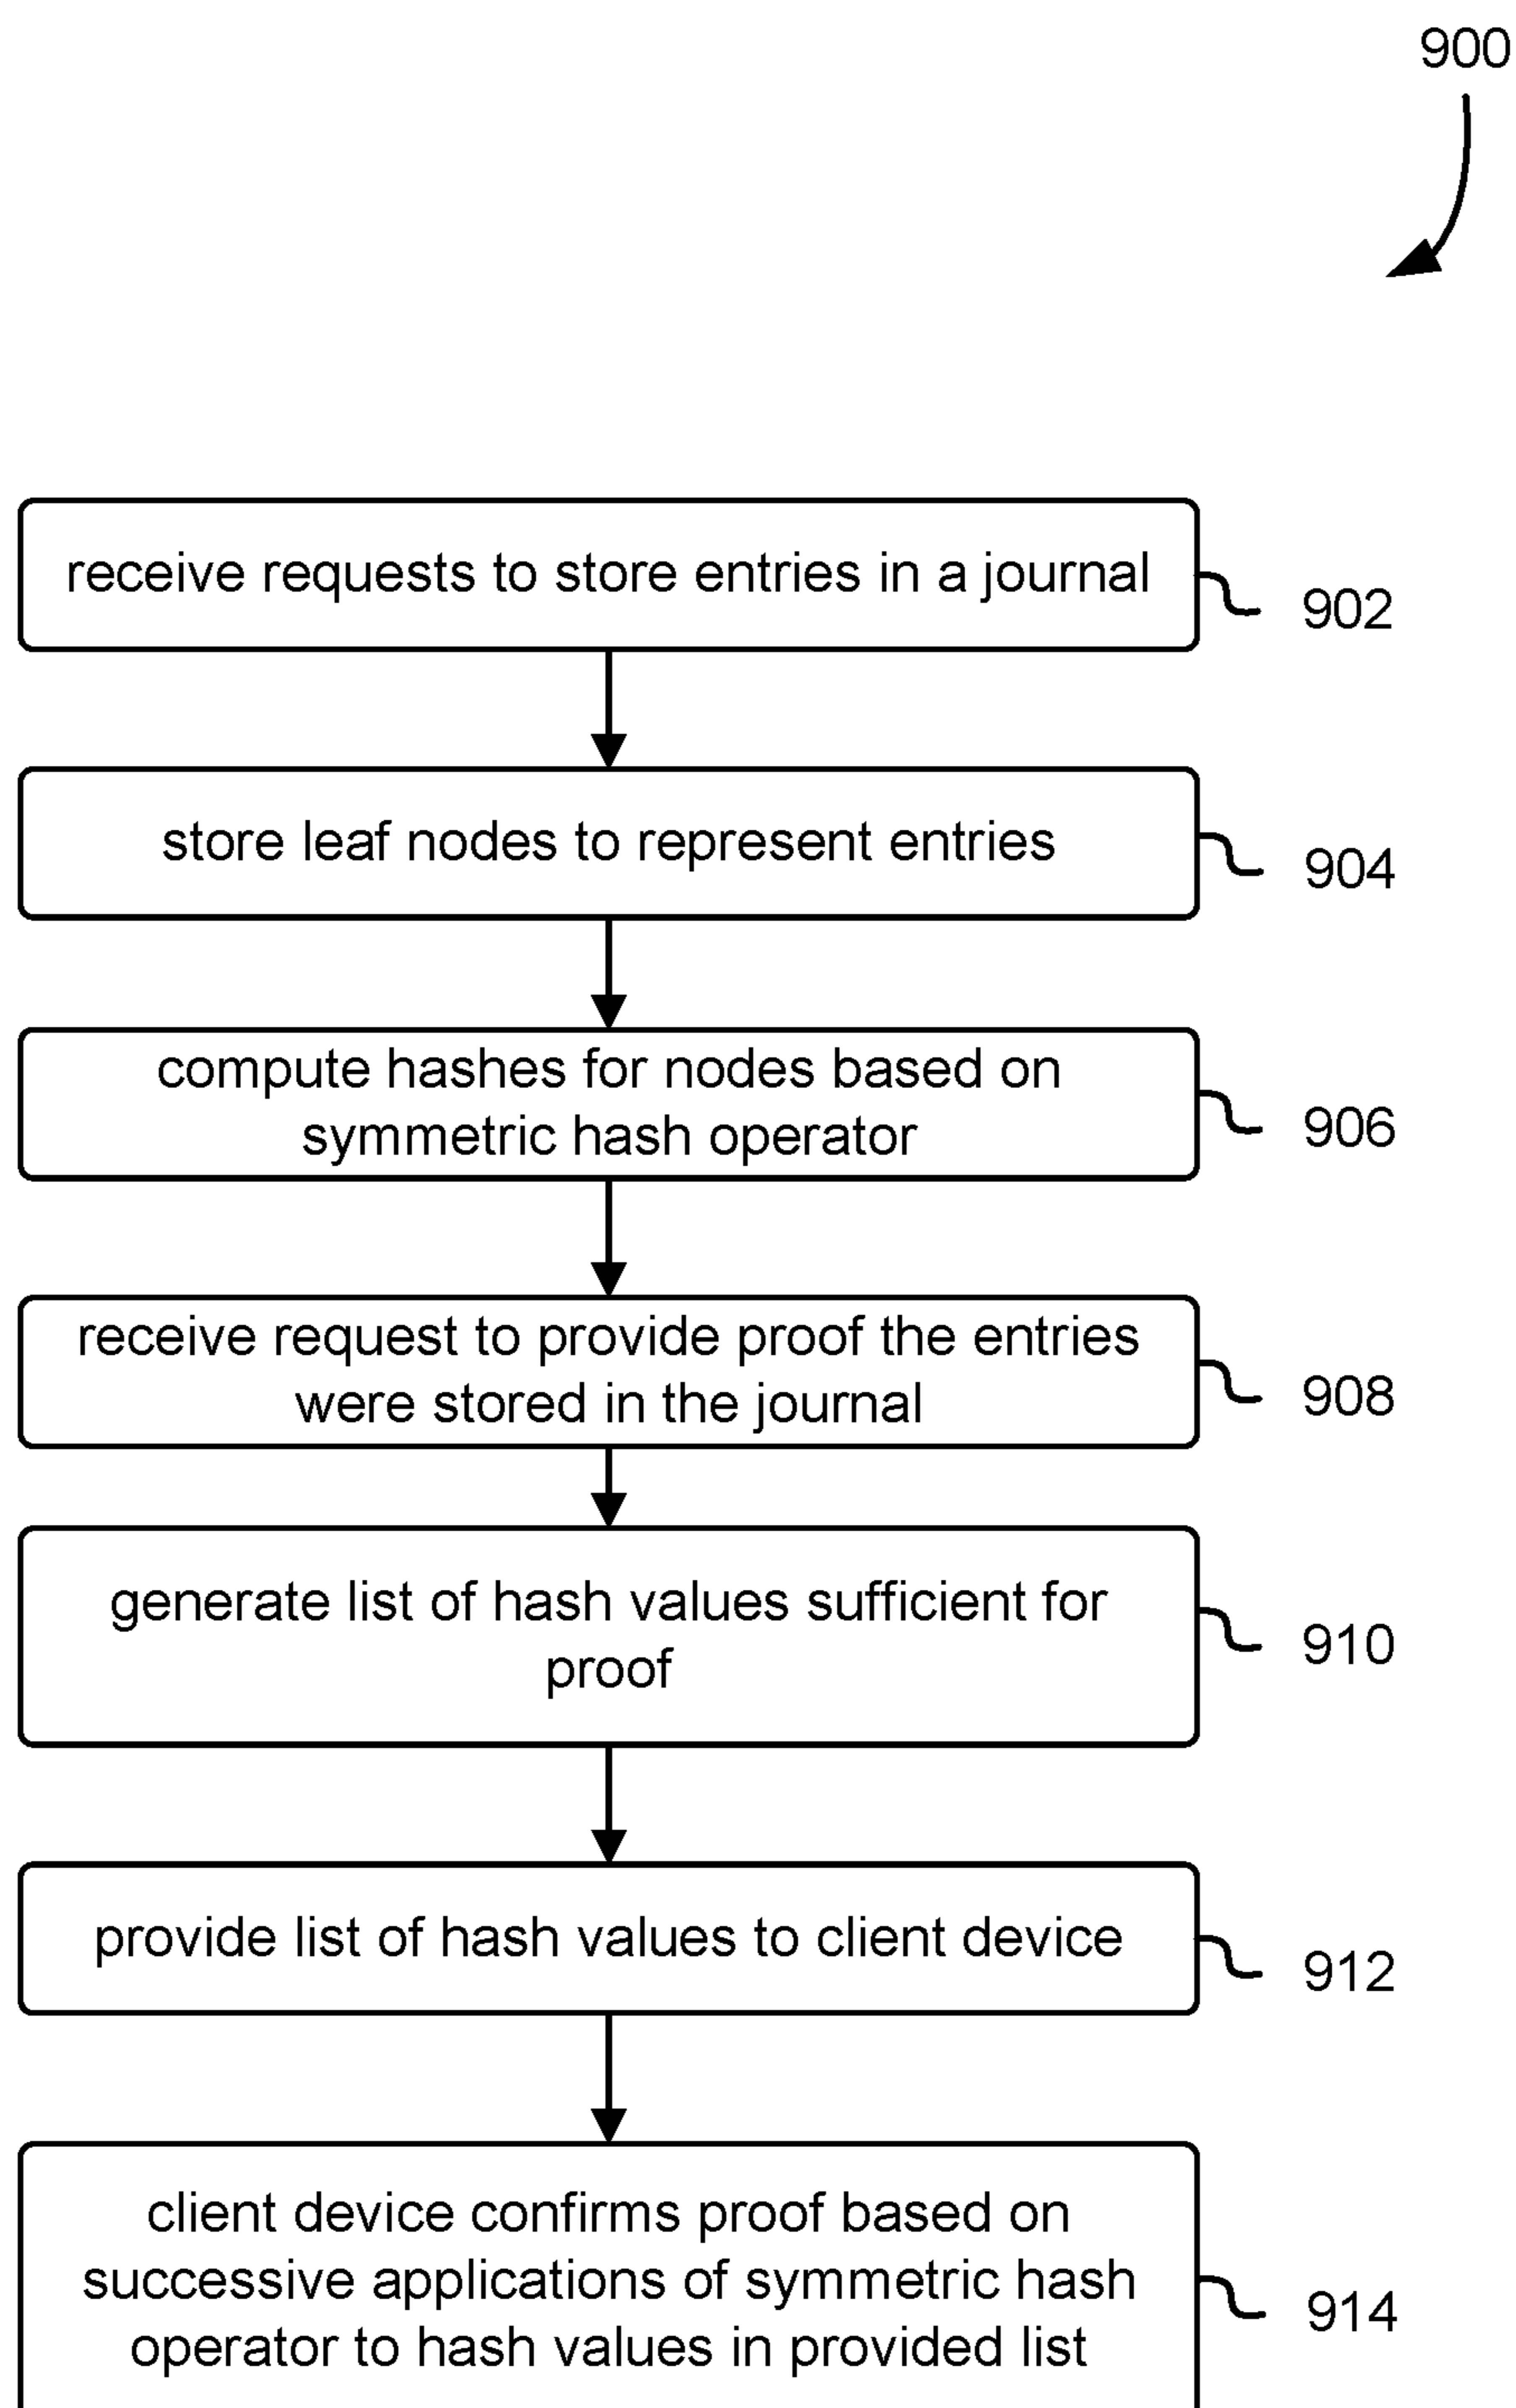 900
receive requests to store entries in a journal
902
store leaf nodes to represent entries
904
compute hashes for nodes based on
symmetric hash operator
906
receive request to provide proof the entries
were stored in the journal
908
generate list of hash values sufficient for
proof
910
provide list of hash values to client device
912
client device confirms proof based on
successive applications of symmetric hash
operator to hash values in provided list
914